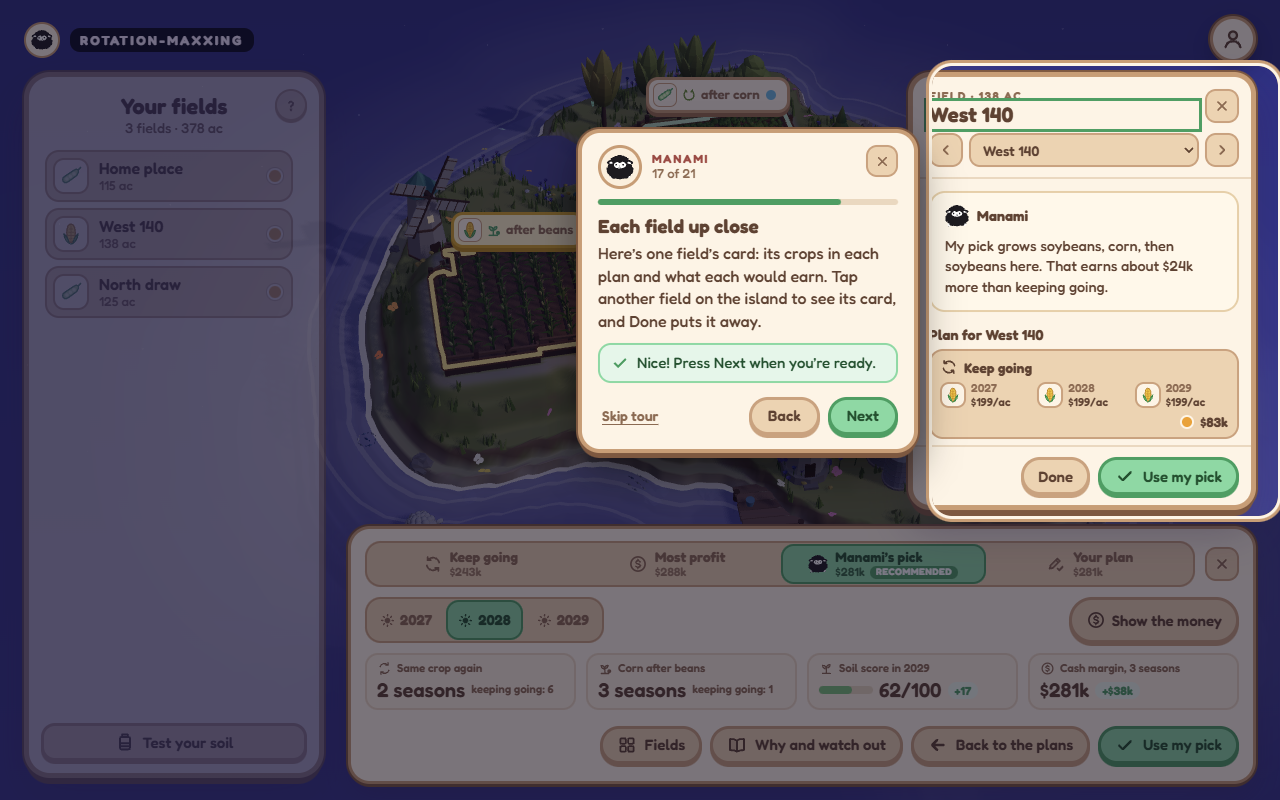 ROTATION-MAXXING
Your fields
3 fields · 378 ac
?
Home place
115 ac
West 140
138 ac
North draw
125 ac
Test your soil
after corn
after beans
MANAMI
17 of 21
Each field up close
Here's one field's card: its crops in each
plan and what each would earn. Tap
another field on the island to see its card,
and Done puts it away.
Nice! Press Next when you're ready.
Skip tour
Back
Next
FIELD · 138 AC
West 140
West 140
Manami
My pick grows soybeans, corn, then
soybeans here. That earns about $24k
more than keeping going.
Plan for West 140
Keep going
2027
$199/ac
2028
$199/ac
2029
$199/ac
$83k
Done
Use my pick
Keep going
$243k
Most profit
$288k
Manami's pick
$281k RECOMMENDED
Your plan
$281k
2027
2028
2029
Show the money
Same crop again
2 seasons keeping going: 6
Corn after beans
3 seasons keeping going: 1
Soil score in 2029
62/100 +17
Cash margin, 3 seasons
$281k +$38k
Fields
Why and watch out
Back to the plans
Use my pick